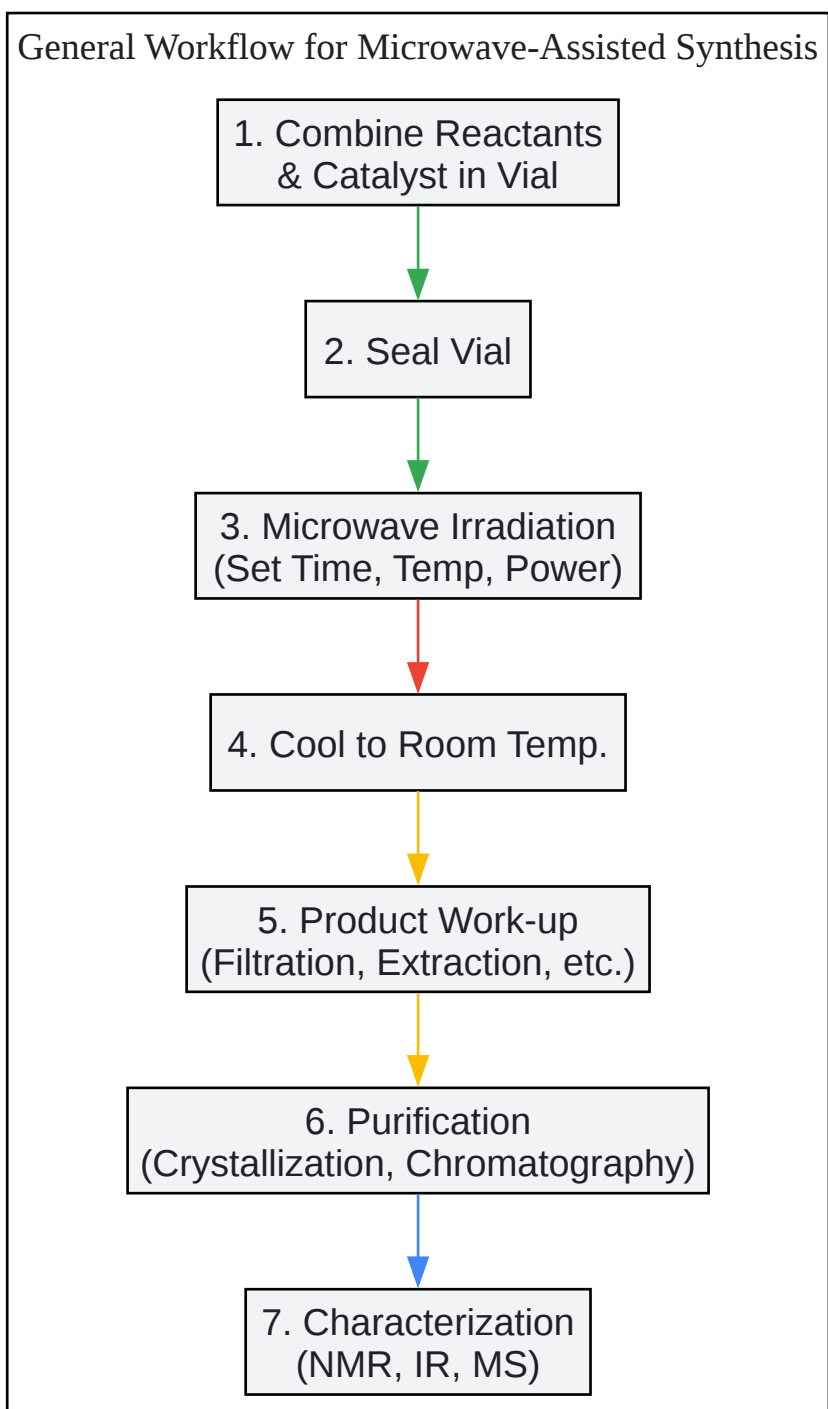 General Workflow for Microwave-Assisted Synthesis
1. Combine Reactants
& Catalyst in Vial
2. Seal Vial
3. Microwave Irradiation
(Set Time, Temp, Power)
4. Cool to Room Temp.
5. Product Work-up
(Filtration, Extraction, etc.)
6. Purification
(Crystallization, Chromatography)
7. Characterization
(NMR, IR, MS)